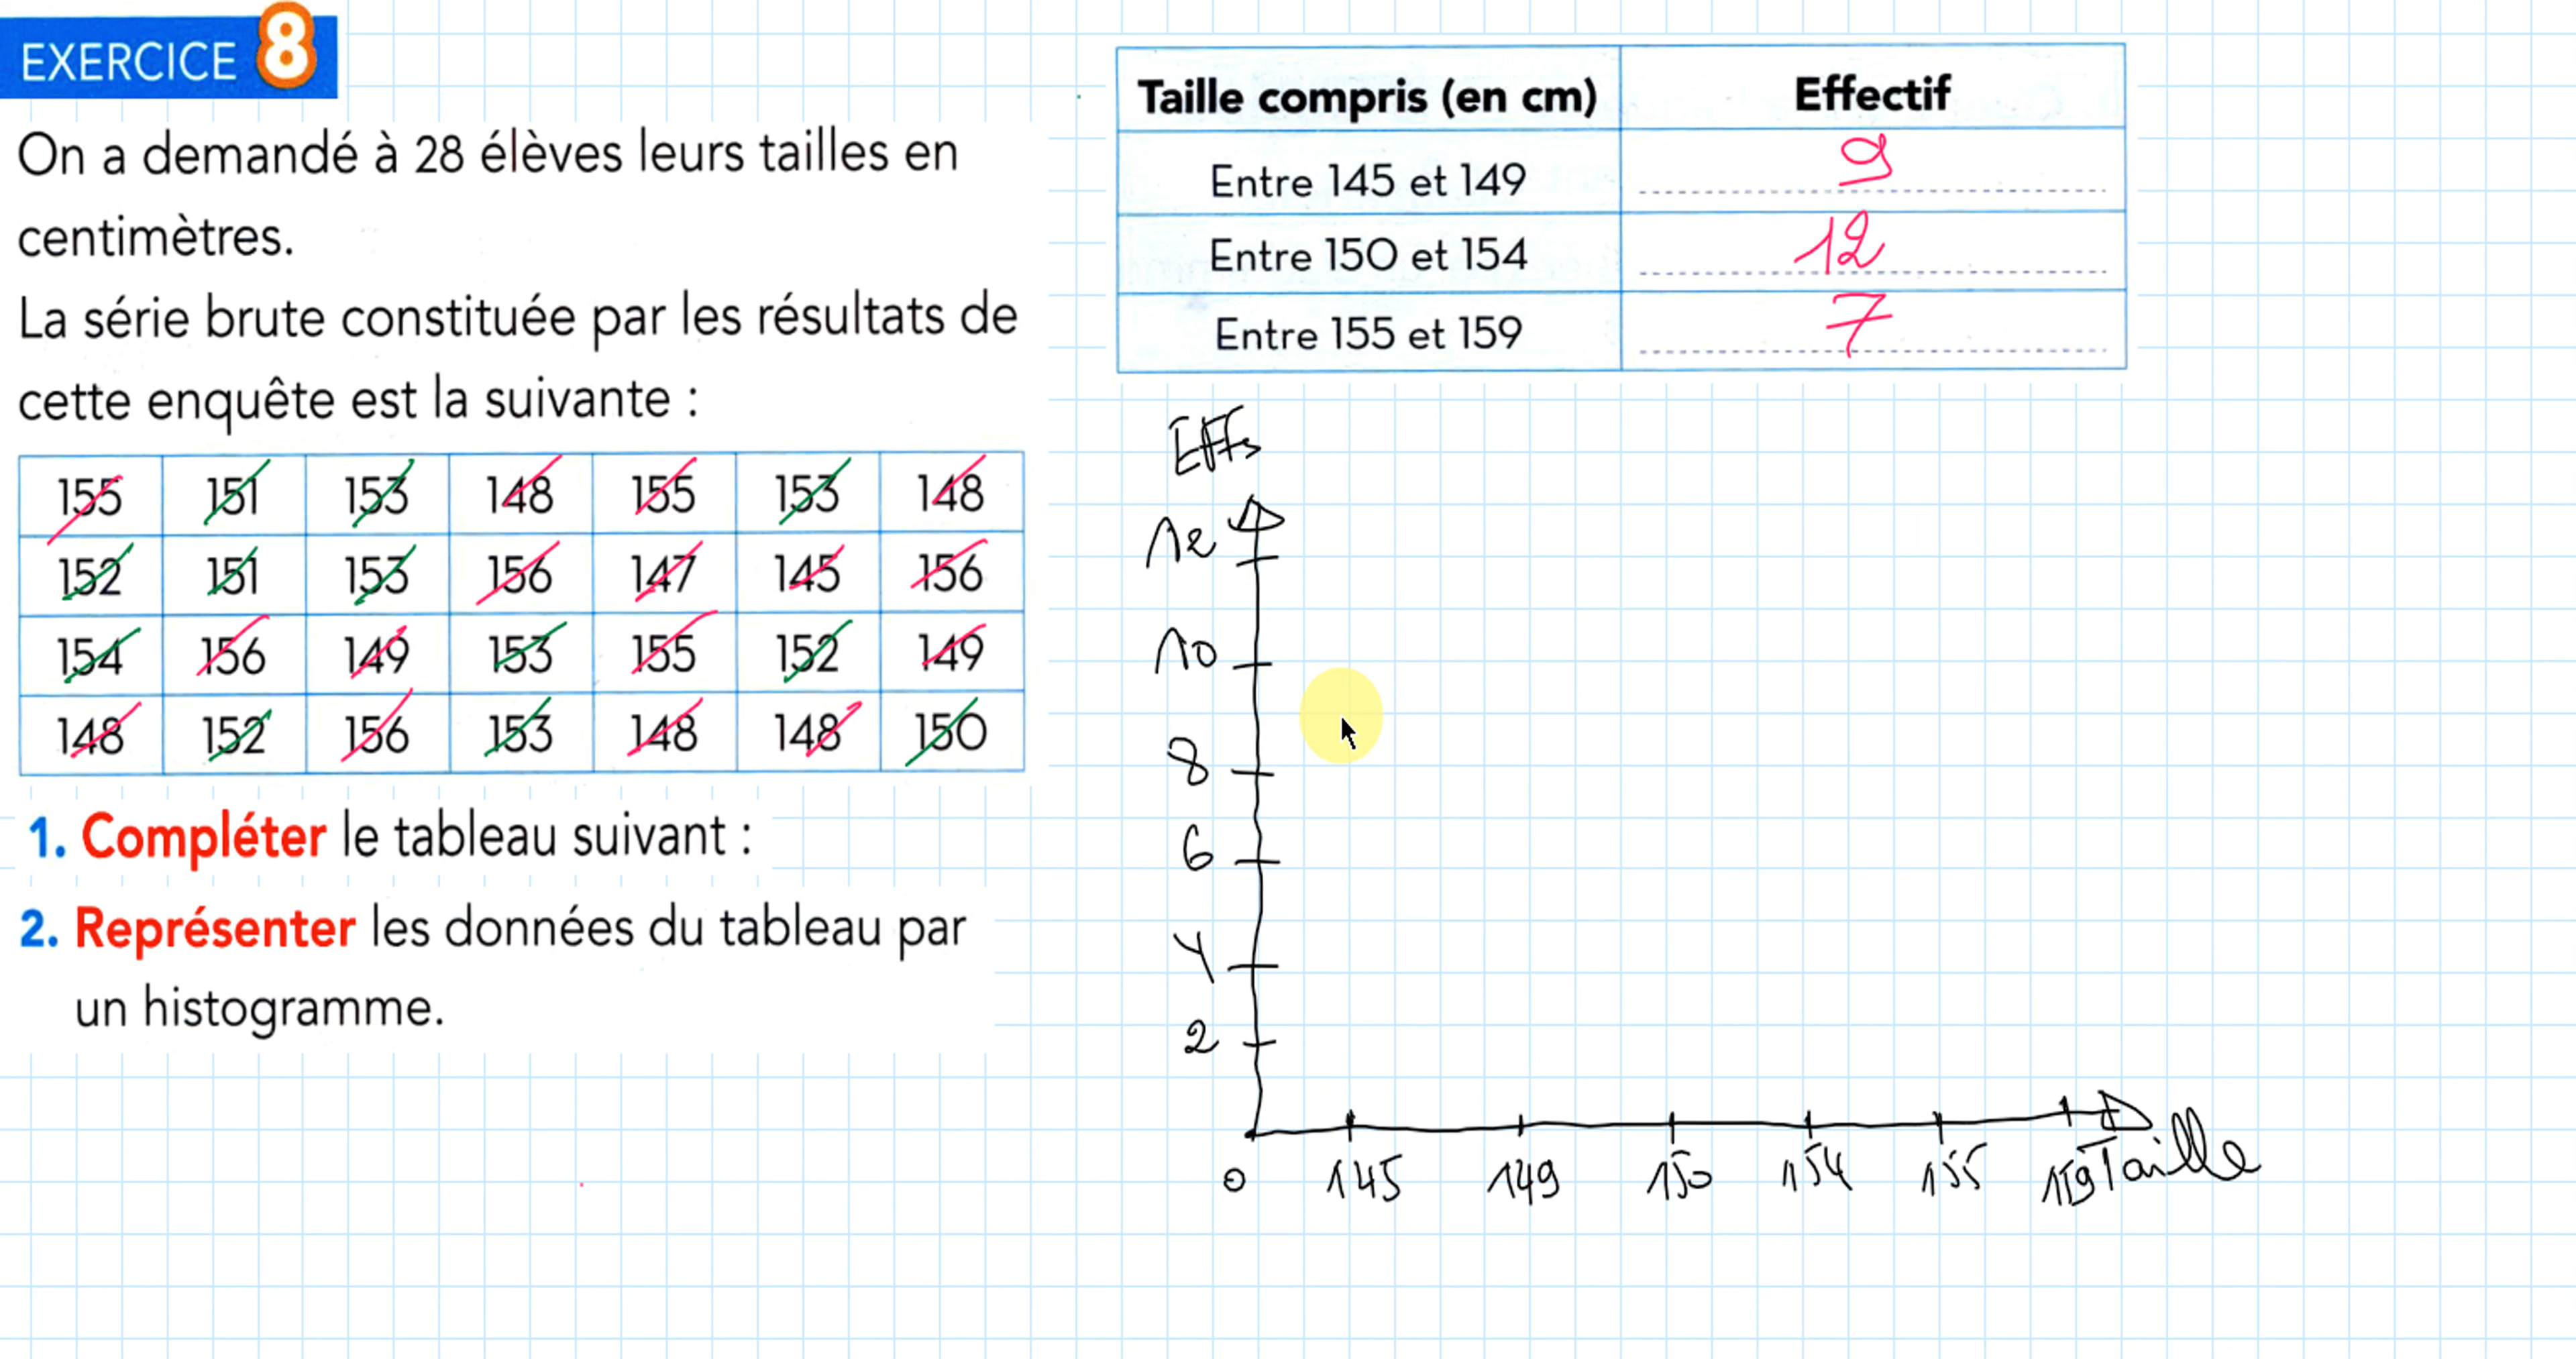 EXERCICE 8
On a demandé à 28 élèves leurs tailles en
centimètres.
La série brute constituée par les résultats de
cette enquête est la suivante :
155 151 153 148 155 153 148
152 151 153 156 147 145 156
154 156 149 153 155 152 149
148 152 156 153 148 148 150
1. Compléter le tableau suivant :
2. Représenter les données du tableau par
un histogramme.
Taille compris (en cm) Effectif
Entre 145 et 149 9
Entre 150 et 154 12
Entre 155 et 159 7
Effs
12
10
8
6
4
2
0 145 149 150 154 155 159 Taille